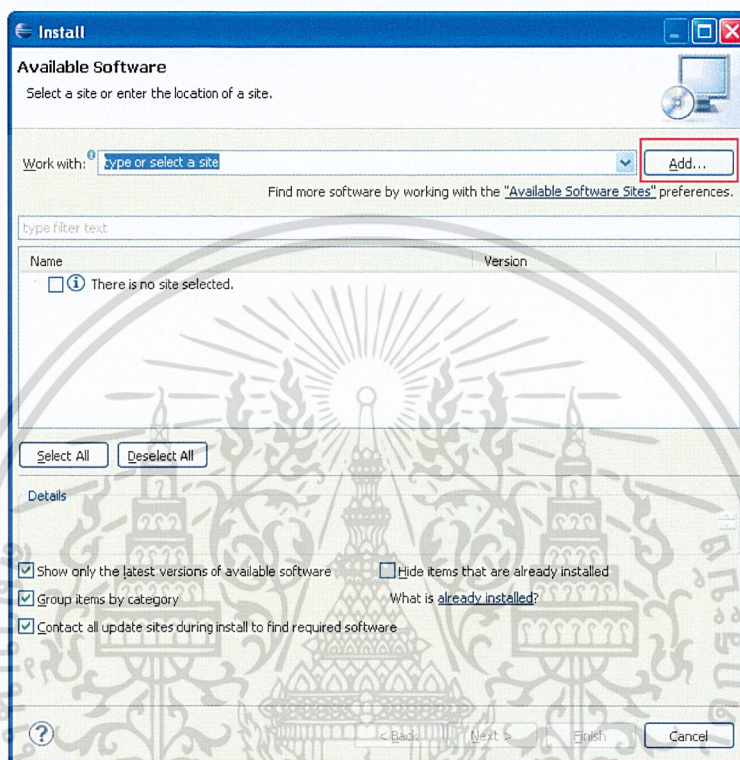 Install
Available Software
Select a site or enter the location of a site.
Work with: type or select a site Add...
Find more software by working with the "Available Software Sites" preferences.
type filter text
Name Version
There is no site selected.
Select All Deselect All
Details
Show only the latest versions of available software Hide items that are already installed
Group items by category What is already installed?
Contact all update sites during install to find required software
? < Back Next > Finish Cancel